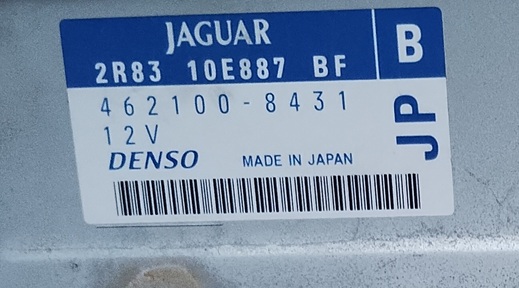 JAGUAR
B
2R83 10E887 BF
462100-8431
12V
JP
DENSO MADE IN JAPAN